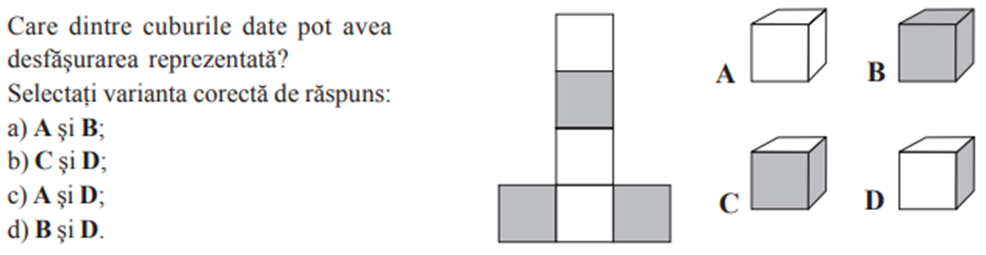 Care dintre cuburile date pot avea
desfășurarea reprezentată?
Selectați varianta corectă de răspuns:
a) A și B;
b) C și D;
c) A și D;
d) B și D.
A
B
C
D